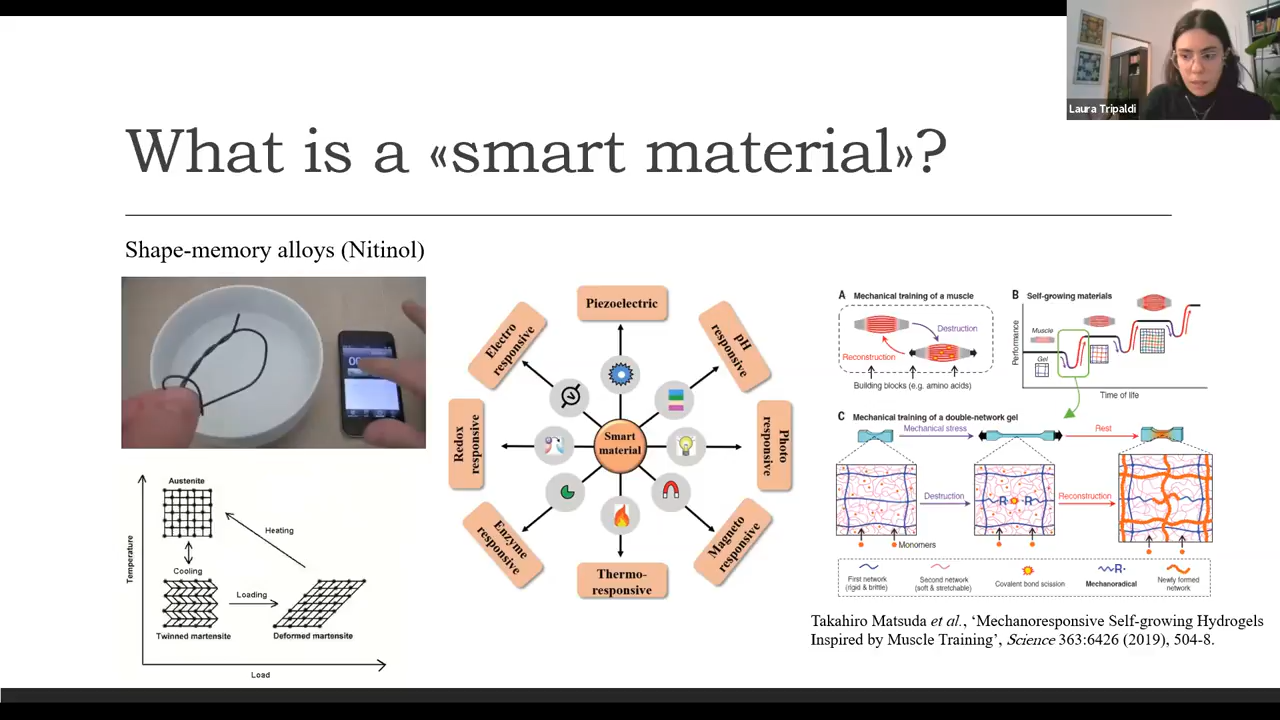 Laura Tripaldi
What is a «smart material»?
Shape-memory alloys (Nitinol)
Austenite
Heating
Cooling
Loading
Twinned martensite
Deformed martensite
Temperature
Load
Piezoelectric
pH
responsive
Photo
responsive
Magneto
responsive
Thermo-
responsive
Enzyme
responsive
Redox
responsive
Electro
responsive
Smart
material
A Mechanical training of a muscle
Destruction
Reconstruction
Building blocks (e.g. amino acids)
B Self-growing materials
Performance
Muscle
Gel
Time of life
C Mechanical training of a double-network gel
Mechanical stress
Rest
Destruction
R
R
Reconstruction
Monomers
R·
First network
(rigid & brittle)
Second network
(soft & stretchable)
Covalent bond scission
Mechanoradical
Newly formed
network
Takahiro Matsuda et al., ‘Mechanoresponsive Self-growing Hydrogels
Inspired by Muscle Training’, Science 363:6426 (2019), 504-8.